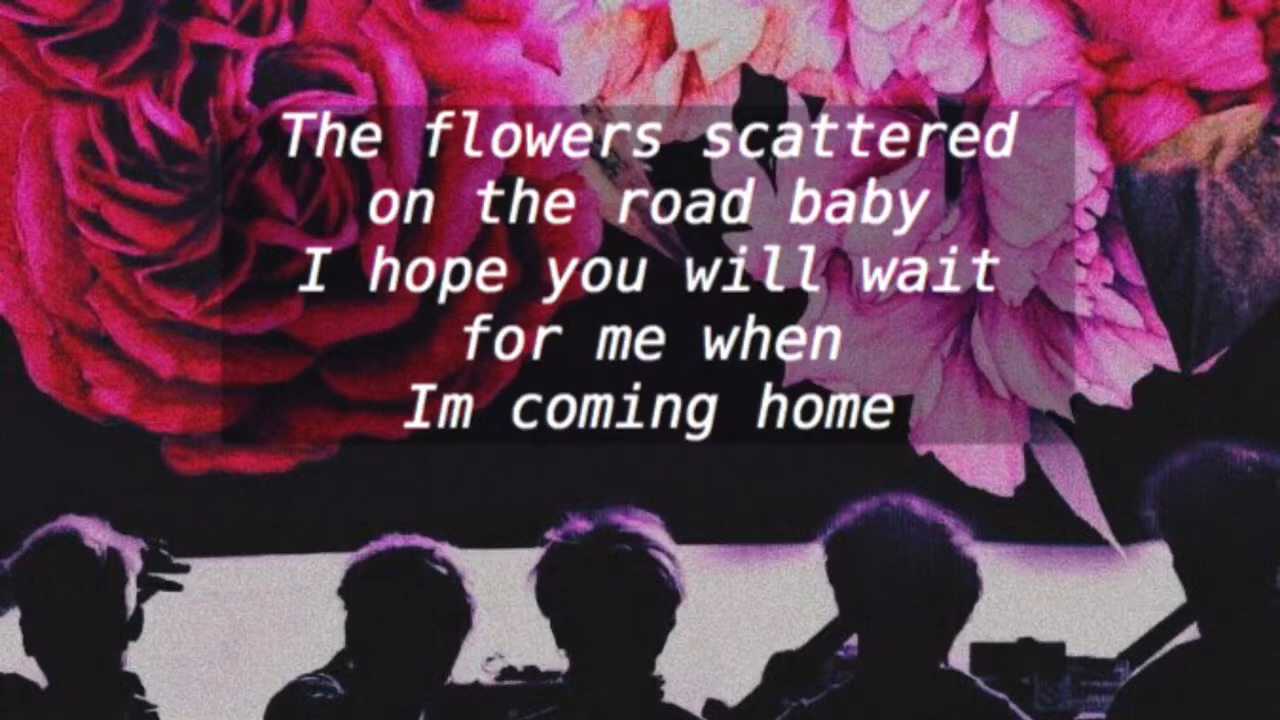 The flowers scattered
on the road baby
I hope you will wait
for me when
Im coming home